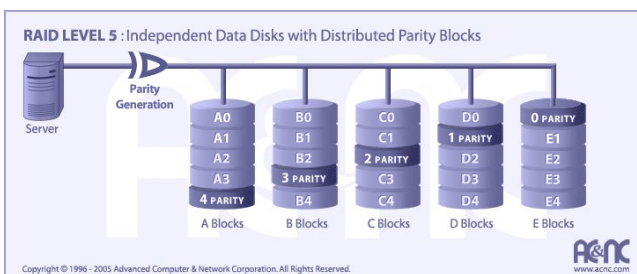 RAID LEVEL 5 : Independent Data Disks with Distributed Parity Blocks
Parity
Generation
Server
A0 B0 C0 D0 0 PARITY
A1 B1 C1 1 PARITY E1
A2 B2 2 PARITY D2 E2
A3 3 PARITY C3 D3 E3
4 PARITY B4 C4 D4 E4
A Blocks B Blocks C Blocks D Blocks E Blocks
AC&NC
Copyright © 1996 - 2005 Advanced Computer & Network Corporation. All Rights Reserved. www.acnc.com